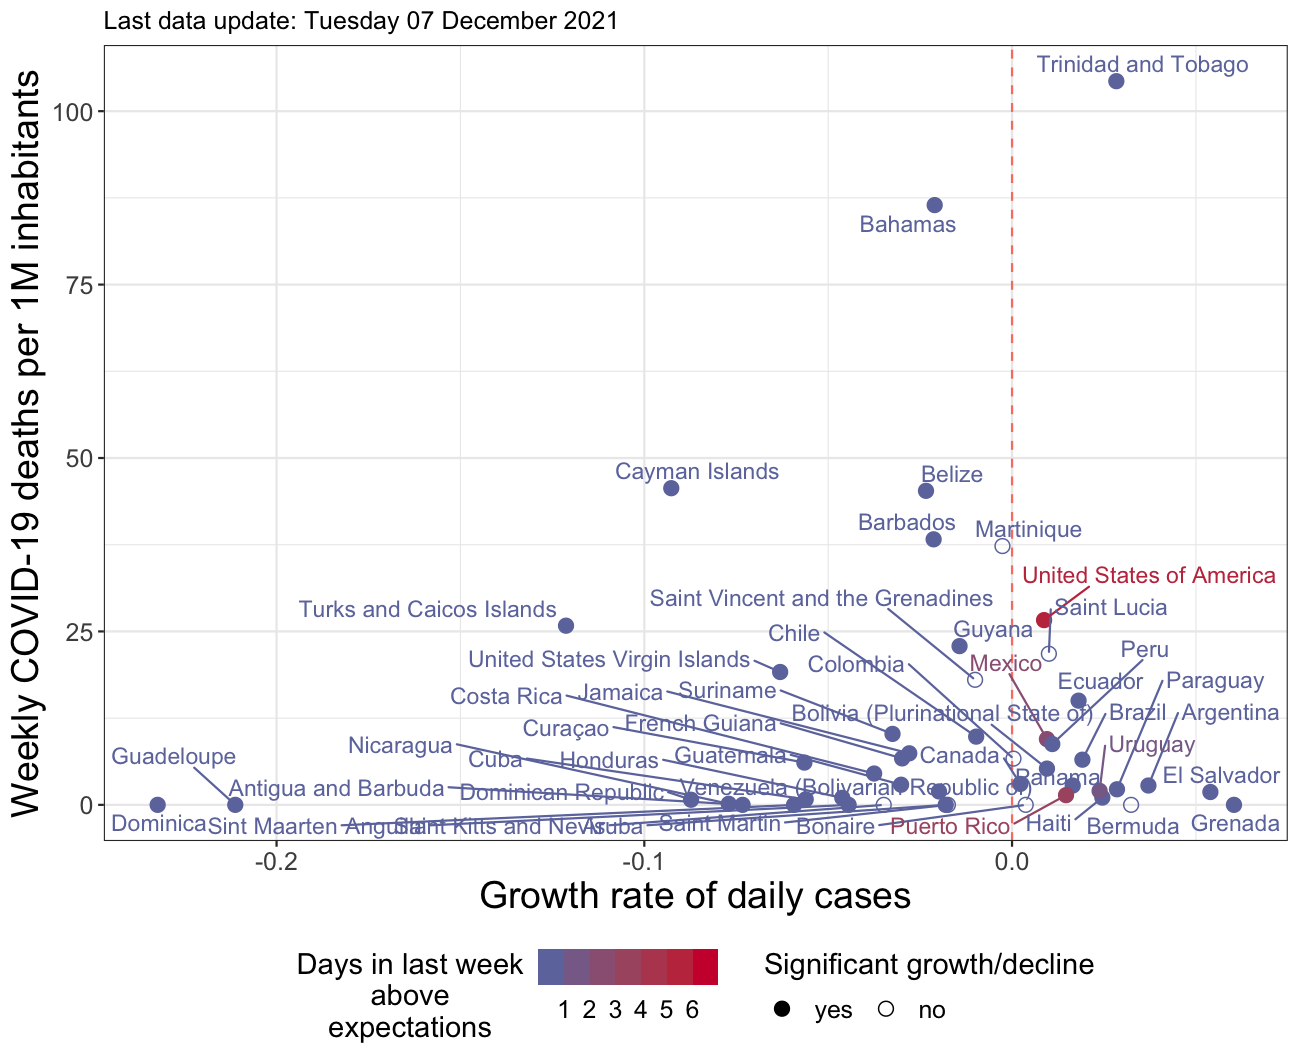 Last data update: Tuesday 07 December 2021
Weekly COVID-19 deaths per 1M inhabitants
100
75
50
25
0
Trinidad and Tobago
Bahamas
Cayman Islands
Belize
Barbados
Martinique
United States of America
Saint Vincent and the Grenadines
Saint Lucia
Turks and Caicos Islands
Chile
Guyana
Peru
United States Virgin Islands
Colombia
Mexico
Costa Rica
Jamaica
Suriname
Ecuador
Paraguay
Curaçao
French Guiana
Bolivia (Plurinational State of)
Brazil
Argentina
Nicaragua
Cuba
Honduras
Guatemala
Canada
Uruguay
Guadeloupe
Antigua and Barbuda
Dominican Republic
Venezuela (Bolivarian Republic of)
Panama
El Salvador
Dominica
Sint Maarten
Anguilla
Saint Kitts and Nevis
Aruba
Saint Martin
Bonaire
Puerto Rico
Haiti
Bermuda
Grenada
-0.2
-0.1
0.0
Growth rate of daily cases
Days in last week
above
expectations
1 2 3 4 5 6
Significant growth/decline
yes
no